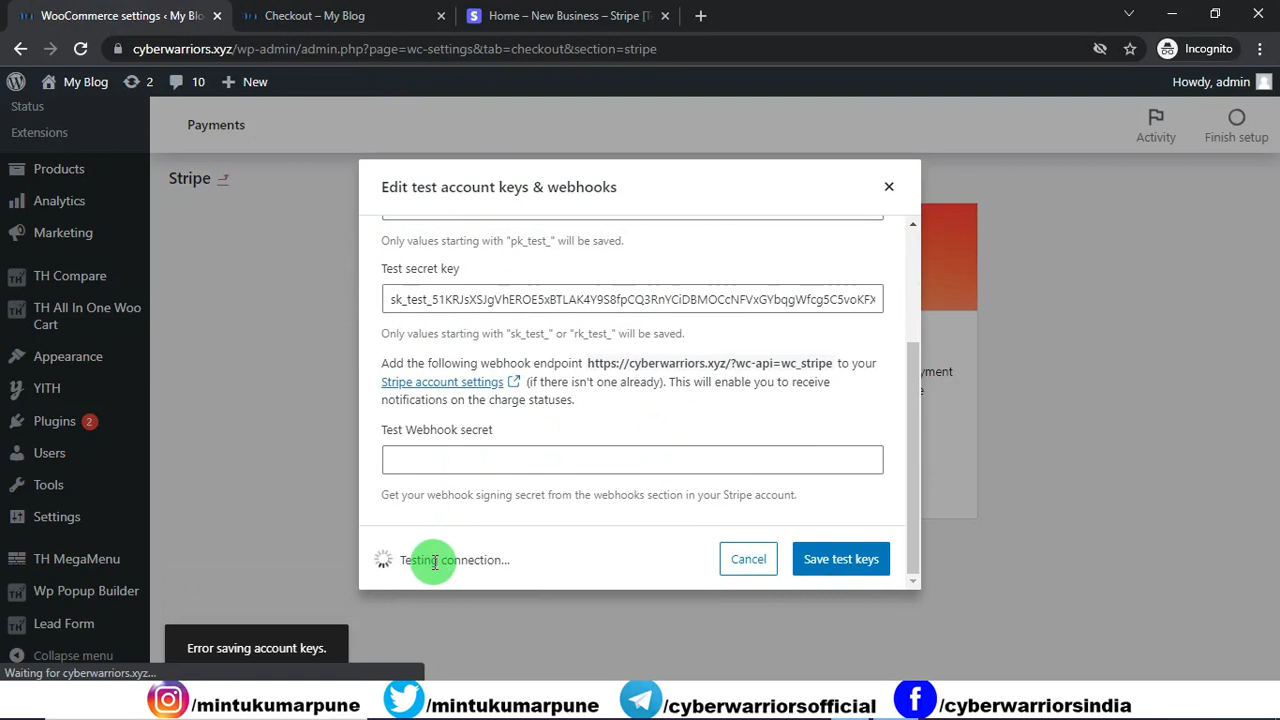 WooCommerce settings ‹ My Blo
Checkout – My Blog
Home – New Business – Stripe [T
cyberwarriors.xyz/wp-admin/admin.php?page=wc-settings&tab=checkout&section=stripe
Incognito
My Blog
2
10
New
Howdy, admin
Status
Extensions
Products
Analytics
Marketing
TH Compare
TH All In One Woo
Cart
Appearance
YITH
Plugins 2
Users
Tools
Settings
TH MegaMenu
Wp Popup Builder
Lead Form
Collapse menu
Payments
Activity
Finish setup
Stripe
yment
Edit test account keys & webhooks
Only values starting with "pk_test_" will be saved.
Test secret key
sk_test_51KRJsXSJgVhEROE5xBTLAK4Y9S8fpCQ3RnYCiDBMOCcNFVxGYbqgWfcg5C5voKFX
Only values starting with "sk_test_" or "rk_test_" will be saved.
Add the following webhook endpoint https://cyberwarriors.xyz/?wc-api=wc_stripe to your
Stripe account settings (if there isn't one already). This will enable you to receive
notifications on the charge statuses.
Test Webhook secret
Get your webhook signing secret from the webhooks section in your Stripe account.
Testing connection...
Cancel
Save test keys
Error saving account keys.
Waiting for cyberwarriors.xyz...
/mintukumarpune
/mintukumarpune
/cyberwarriorsofficial
/cyberwarriorsindia